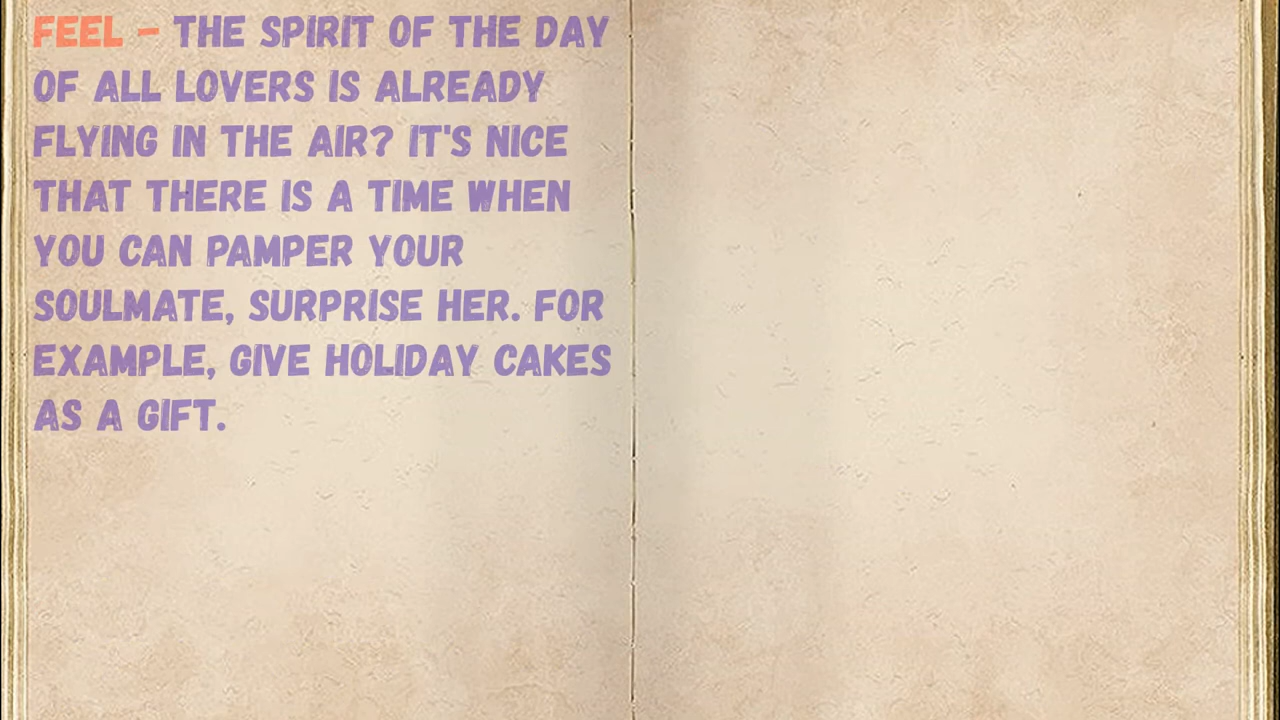 FEEL - THE SPIRIT OF THE DAY
OF ALL LOVERS IS ALREADY
FLYING IN THE AIR? IT'S NICE
THAT THERE IS A TIME WHEN
YOU CAN PAMPER YOUR
SOULMATE, SURPRISE HER. FOR
EXAMPLE, GIVE HOLIDAY CAKES
AS A GIFT.